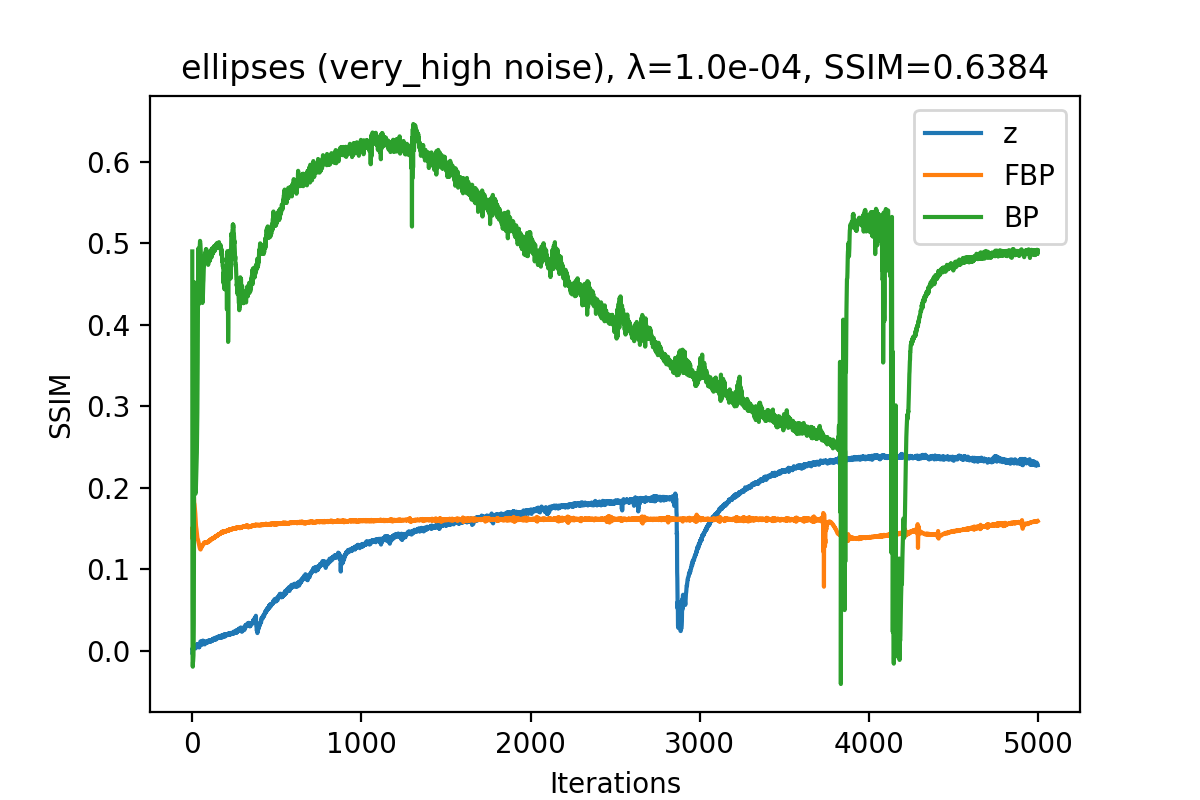 ellipses (very_high noise), λ=1.0e-04, SSIM=0.6384
z
FBP
BP
SSIM
0.6
0.5
0.4
0.3
0.2
0.1
0.0
0 1000 2000 3000 4000 5000
Iterations